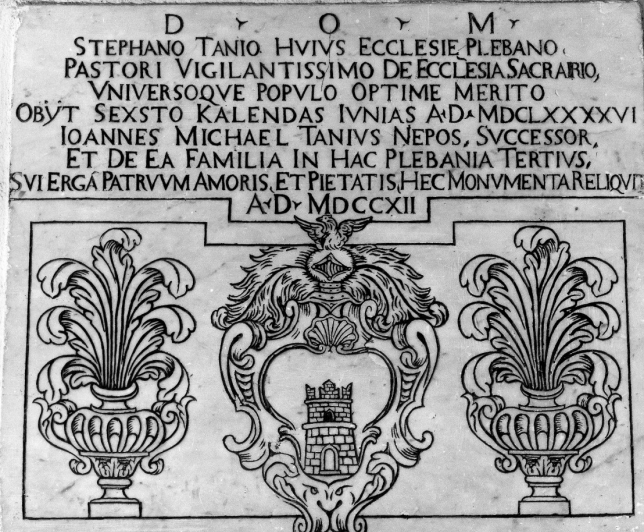 D O M
STEPHANO TANIO HVIVS ECCLESIE PLEBANO
PASTORI VIGILANTISSIMO DE ECCLESIA SACRARIO,
VNIVERSOQVE POPVLO OPTIME MERITO
OBIJT SEXSTO KALENDAS IVNIAS A·D· MDCLXXXXVI
IOANNES MICHAEL TANIVS NEPOS, SVCCESSOR,
ET DE EA FAMILIA IN HAC PLEBANIA TERTIVS,
SVI ERGA PATRVVM AMORIS, ET PIETATIS, HEC MONVMENTA RELIQVIT
A·D· MDCCXII